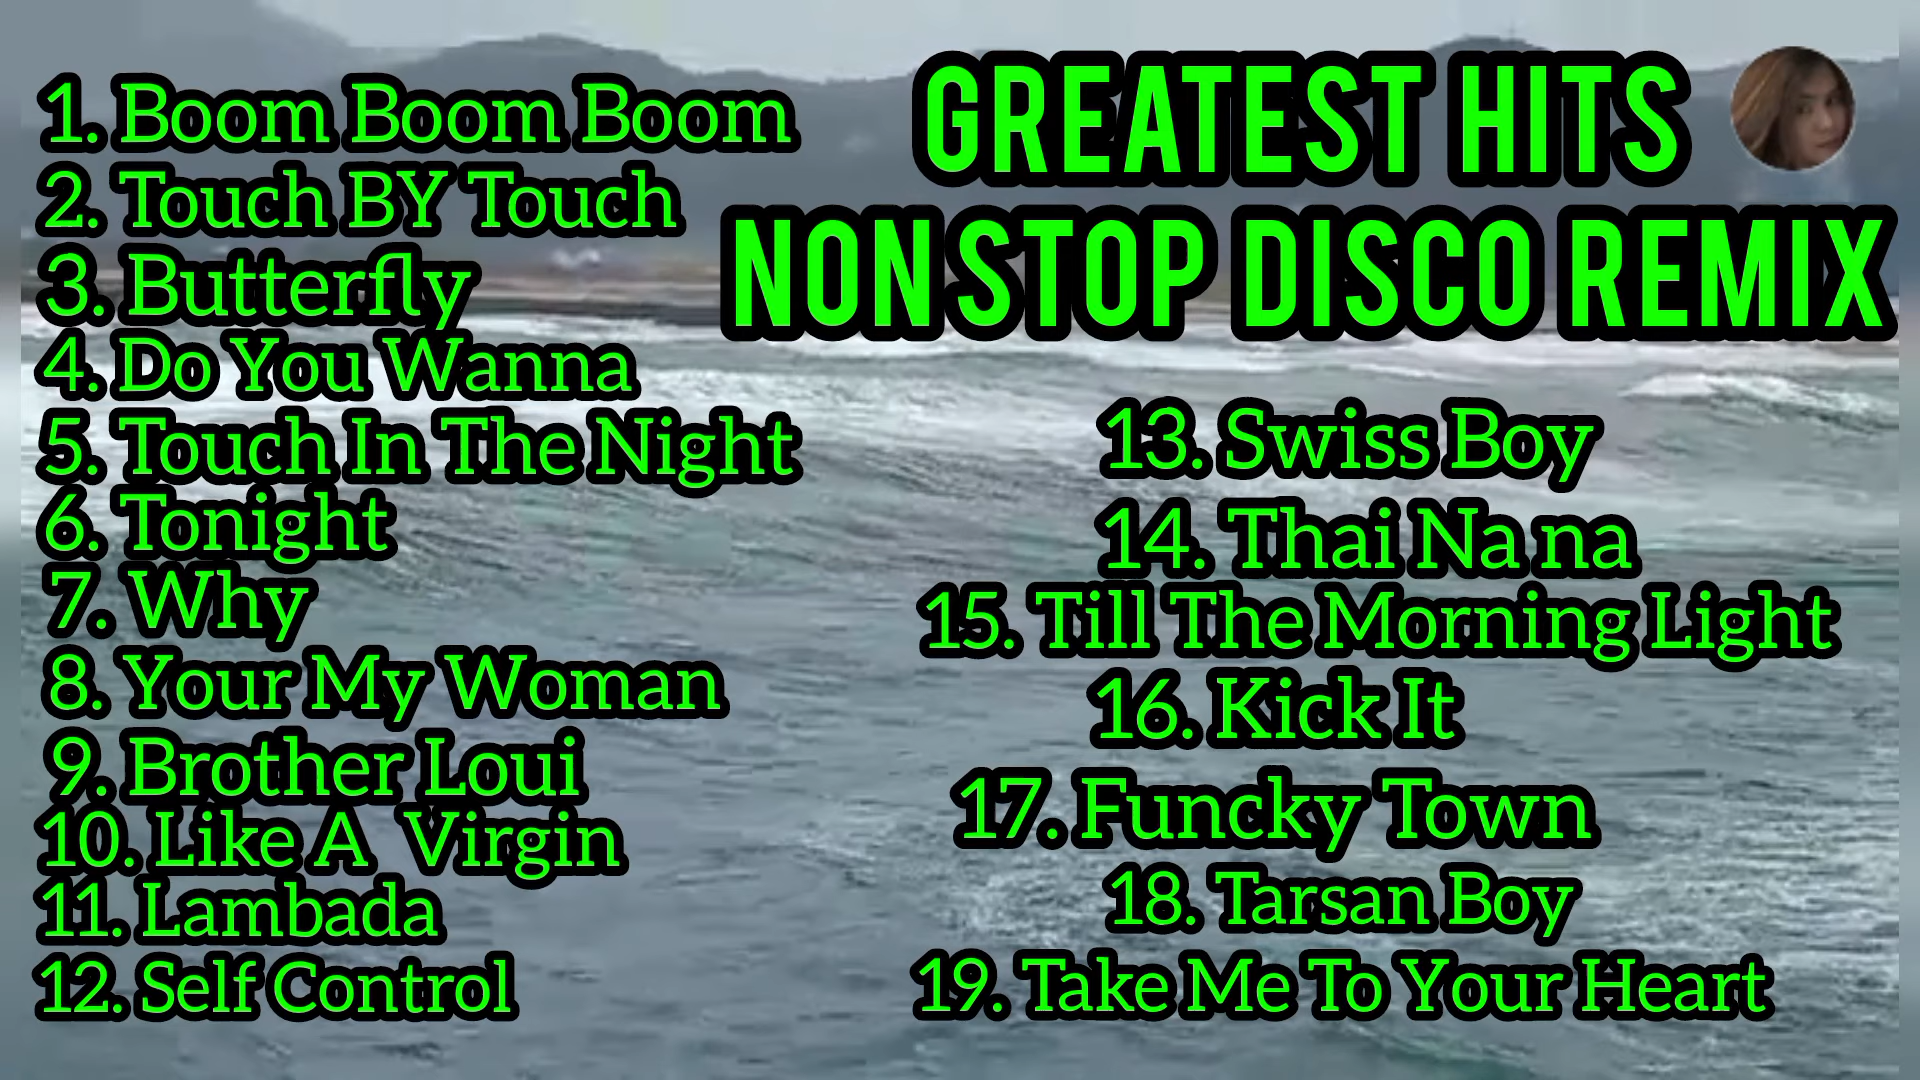 GREATEST HITS
NONSTOP DISCO REMIX
1. Boom Boom Boom
2. Touch BY Touch
3. Butterfly
4. Do You Wanna
5. Touch In The Night
6. Tonight
7. Why
8. Your My Woman
9. Brother Loui
10. Like A Virgin
11. Lambada
12. Self Control
13. Swiss Boy
14. Thai Na na
15. Till The Morning Light
16. Kick It
17. Funcky Town
18. Tarsan Boy
19. Take Me To Your Heart